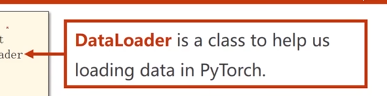 DataLoader is a class to help us
loading data in PyTorch.